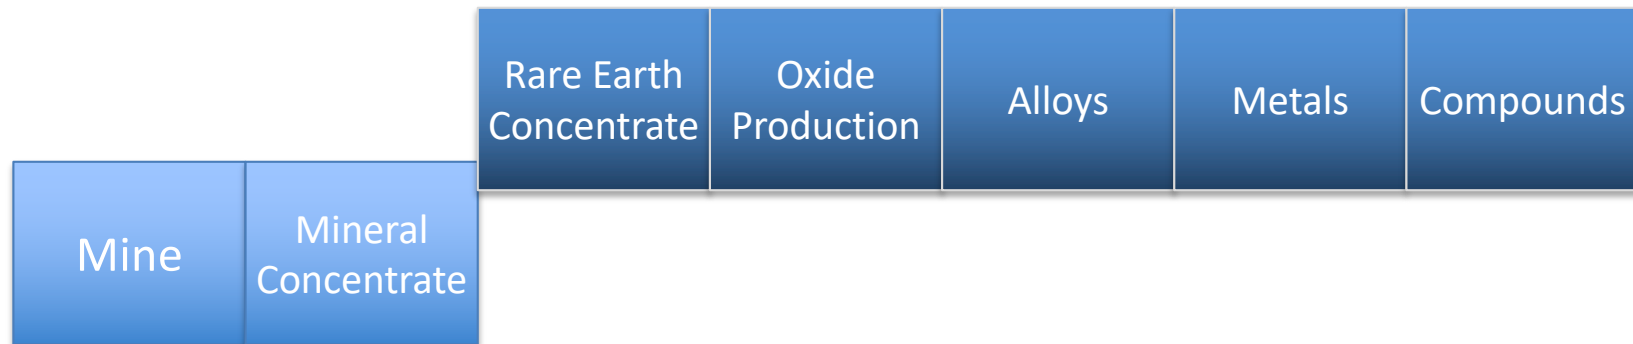 Rare Earth
Concentrate
Oxide
Production
Alloys
Metals
Compounds
Mine
Mineral
Concentrate